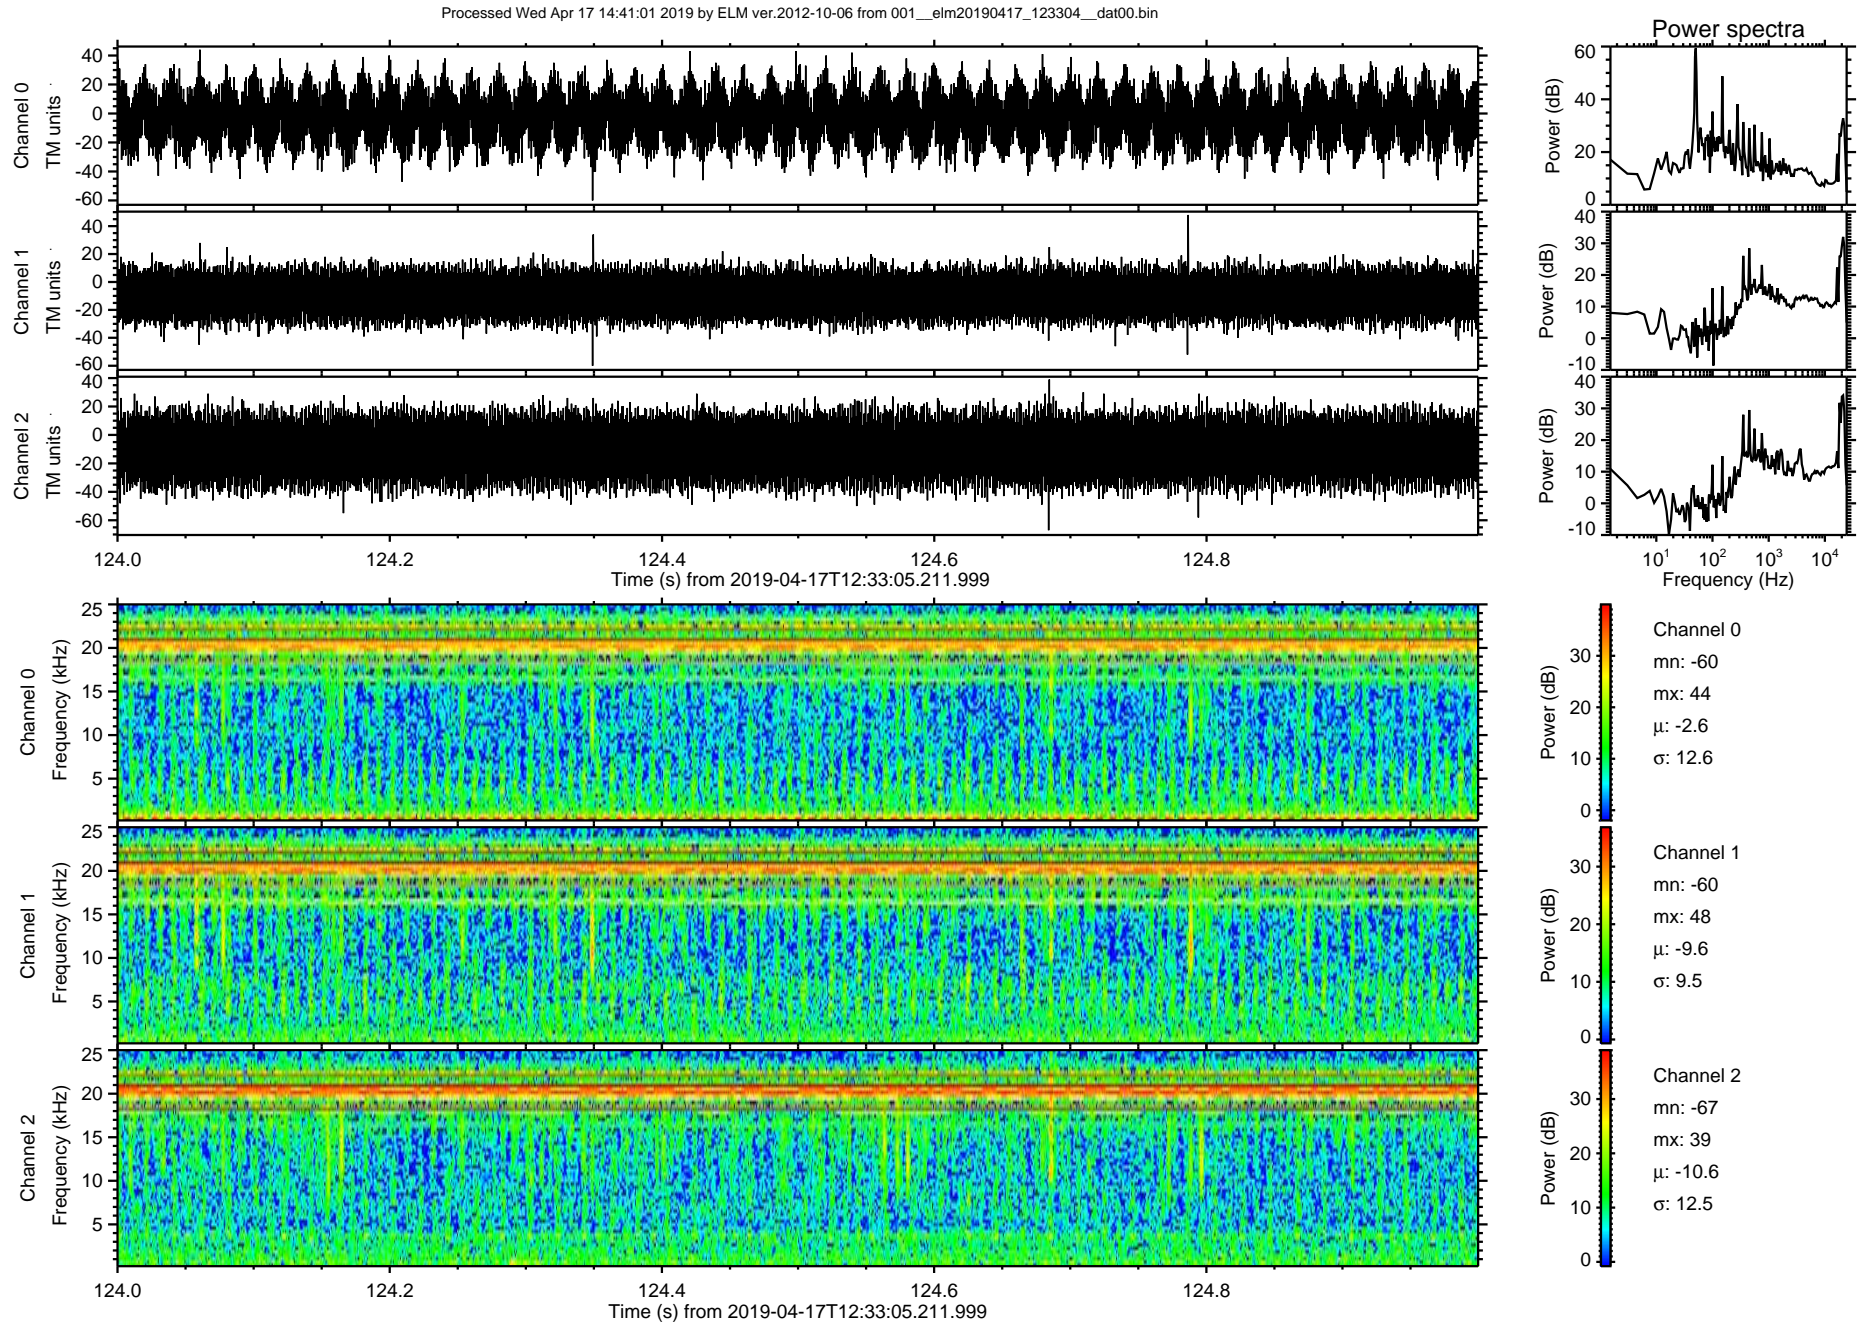 Processed Wed Apr 17 14:41:01 2019 by ELM ver.2012-10-06 from 001__elm20190417_123304__dat00.bin
Power spectra
Channel 0
TM units
40
20
0
-20
-40
-60
Power (dB)
60
40
20
0
Channel 1
TM units
40
20
0
-20
-40
-60
Power (dB)
40
30
20
10
0
-10
Channel 2
TM units
40
20
0
-20
-40
-60
Power (dB)
40
30
20
10
0
-10
124.0 124.2 124.4 124.6 124.8
Time (s) from 2019-04-17T12:33:05.211.999
10^1 10^2 10^3 10^4
Frequency (Hz)
Channel 0
Frequency (kHz)
25
20
15
10
5
Power (dB)
30
20
10
0
Channel 0
mn: -60
mx: 44
μ: -2.6
σ: 12.6
Channel 1
Frequency (kHz)
25
20
15
10
5
Power (dB)
30
20
10
0
Channel 1
mn: -60
mx: 48
μ: -9.6
σ: 9.5
Channel 2
Frequency (kHz)
25
20
15
10
5
Power (dB)
30
20
10
0
Channel 2
mn: -67
mx: 39
μ: -10.6
σ: 12.5
124.0 124.2 124.4 124.6 124.8
Time (s) from 2019-04-17T12:33:05.211.999